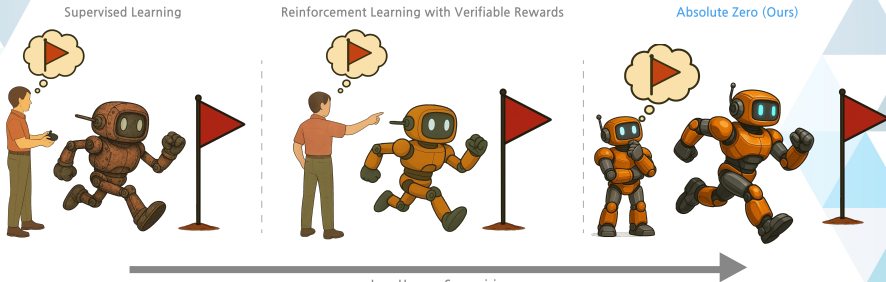 Supervised Learning
Reinforcement Learning with Verifiable Rewards
Absolute Zero (Ours)